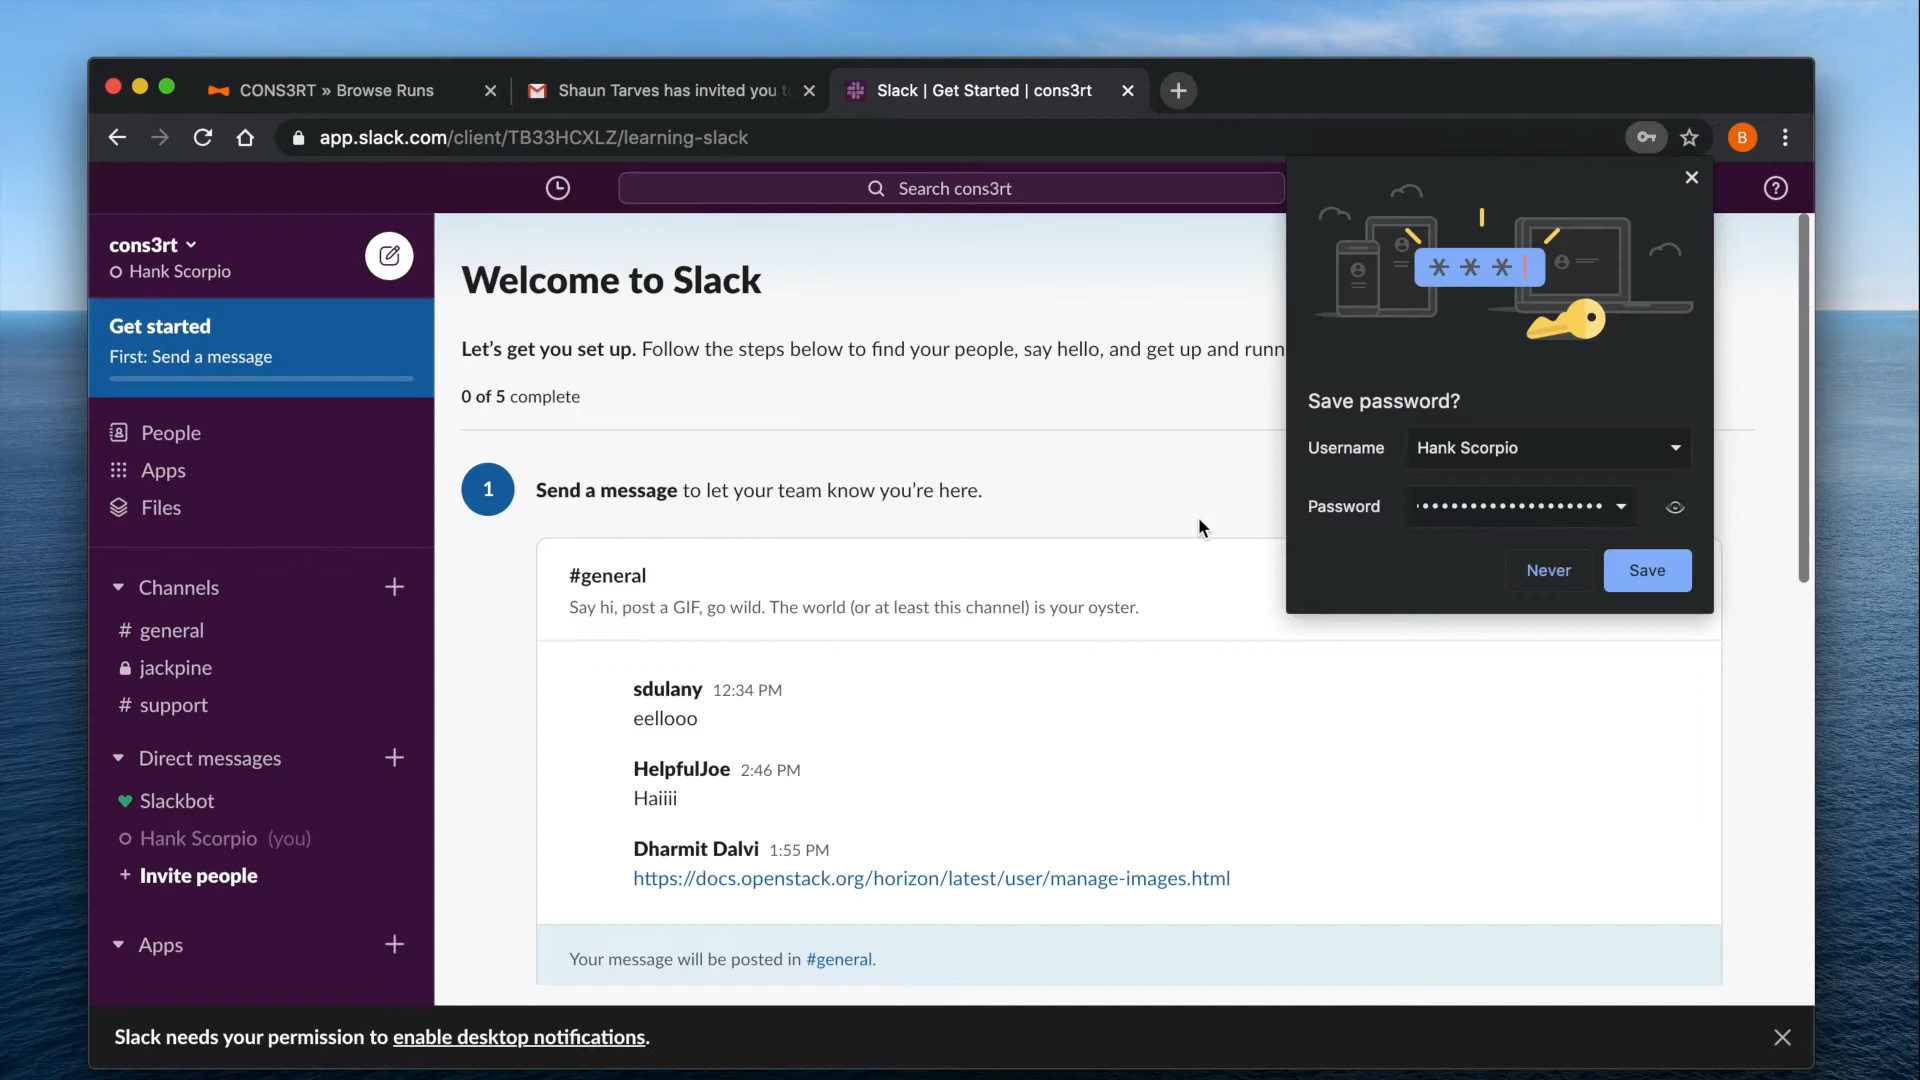 CONS3RT » Browse Runs
Shaun Tarves has invited you
Slack | Get Started | cons3rt
app.slack.com/client/TB33HCXLZ/learning-slack
B
Search cons3rt
cons3rt
Hank Scorpio
Get started
First: Send a message
People
Apps
Files
Channels
# general
jackpine
# support
Direct messages
Slackbot
Hank Scorpio (you)
+ Invite people
Apps
Welcome to Slack
Let’s get you set up. Follow the steps below to find your people, say hello, and get up and runn
0 of 5 complete
1
Send a message to let your team know you’re here.
#general
Say hi, post a GIF, go wild. The world (or at least this channel) is your oyster.
sdulany 12:34 PM
eellooo
HelpfulJoe 2:46 PM
Haiiii
Dharmit Dalvi 1:55 PM
https://docs.openstack.org/horizon/latest/user/manage-images.html
Your message will be posted in #general.
* * *
Save password?
Username Hank Scorpio
Password ••••••••••••••••••••
Never Save
Slack needs your permission to enable desktop notifications.